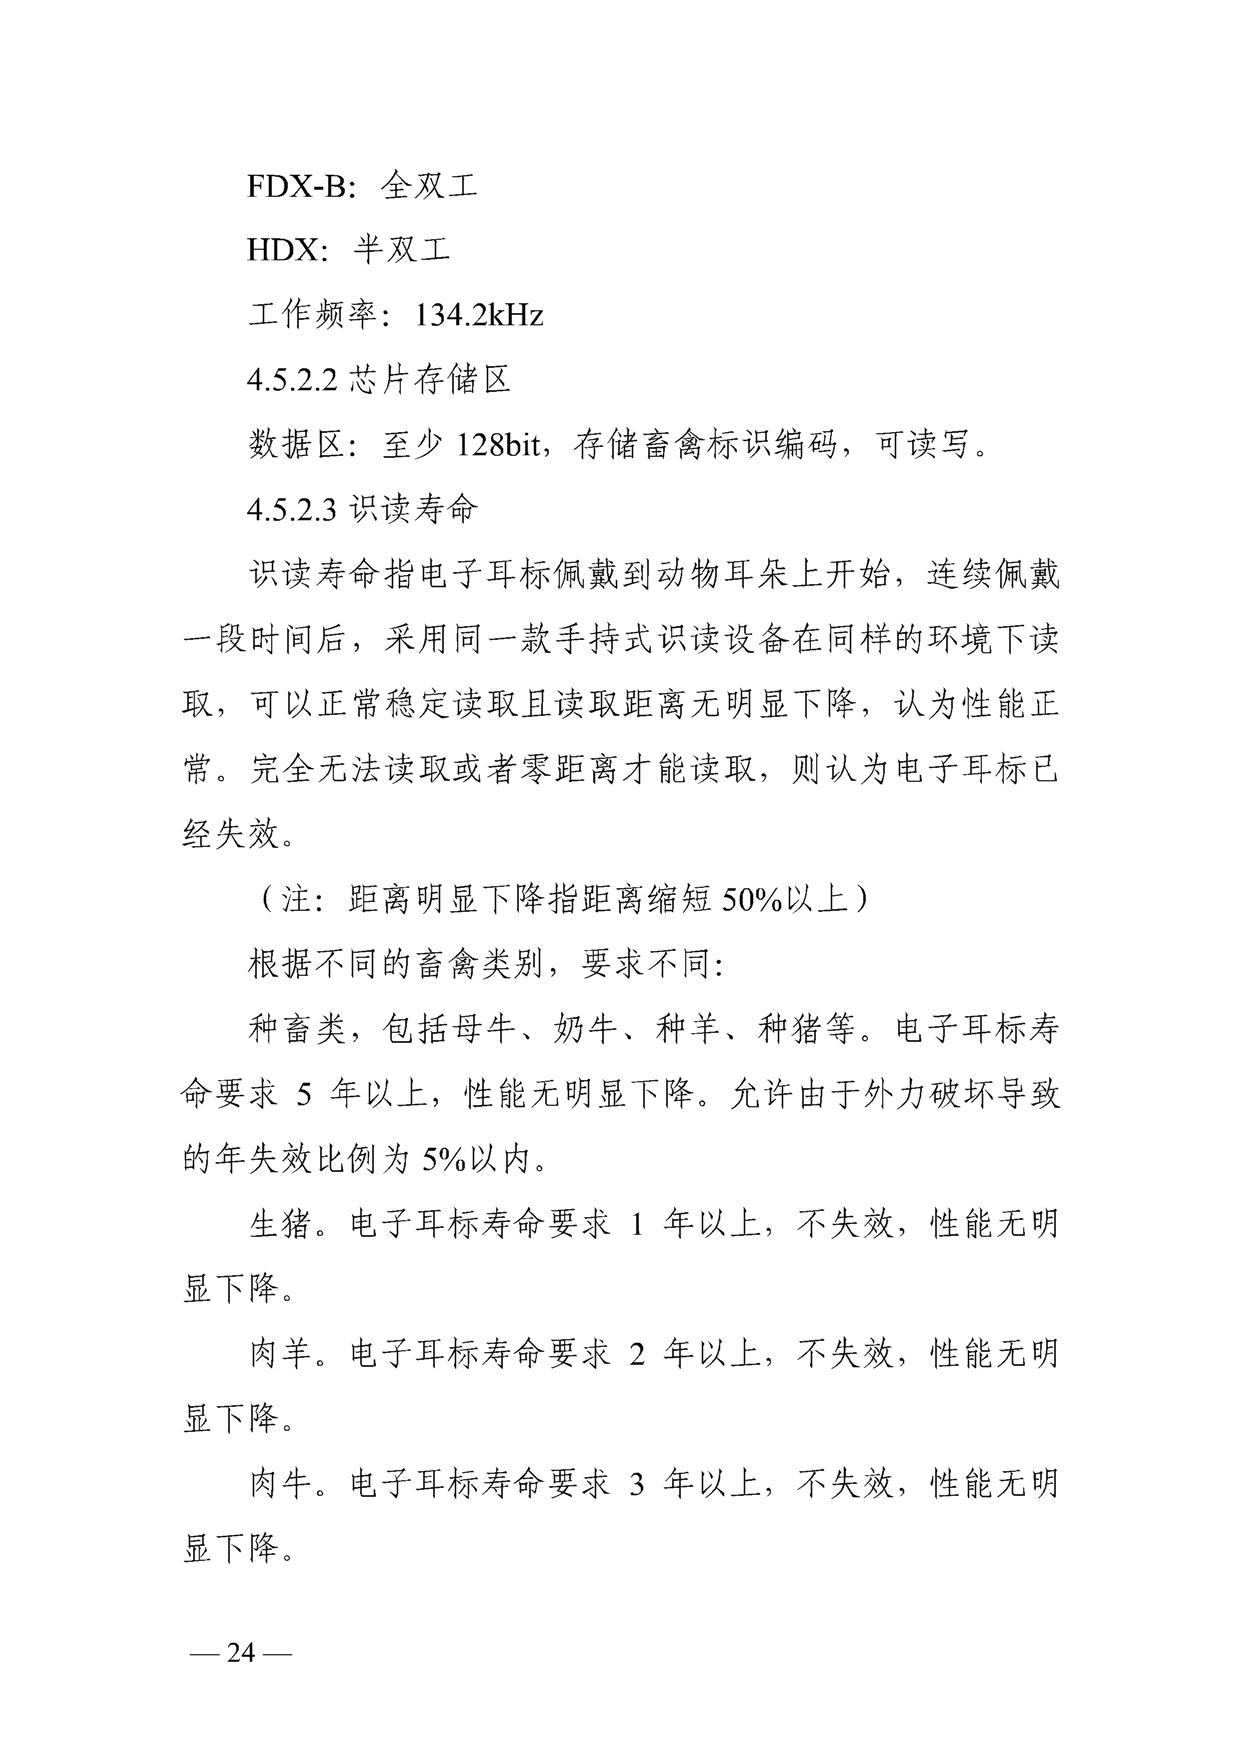 FDX-B：全双工
HDX：半双工
工作频率：134.2kHz
4.5.2.2 芯片存储区
数据区：至少 128bit，存储畜禽标识编码，可读写。
4.5.2.3 识读寿命
识读寿命指电子耳标佩戴到动物耳朵上开始，连续佩戴
一段时间后，采用同一款手持式识读设备在同样的环境下读
取，可以正常稳定读取且读取距离无明显下降，认为性能正
常。完全无法读取或者零距离才能读取，则认为电子耳标已
经失效。
（注：距离明显下降指距离缩短 50%以上）
根据不同的畜禽类别，要求不同：
种畜类，包括母牛、奶牛、种羊、种猪等。电子耳标寿
命要求 5 年以上，性能无明显下降。允许由于外力破坏导致
的年失效比例为 5%以内。
生猪。电子耳标寿命要求 1 年以上，不失效，性能无明
显下降。
肉羊。电子耳标寿命要求 2 年以上，不失效，性能无明
显下降。
肉牛。电子耳标寿命要求 3 年以上，不失效，性能无明
显下降。
— 24 —